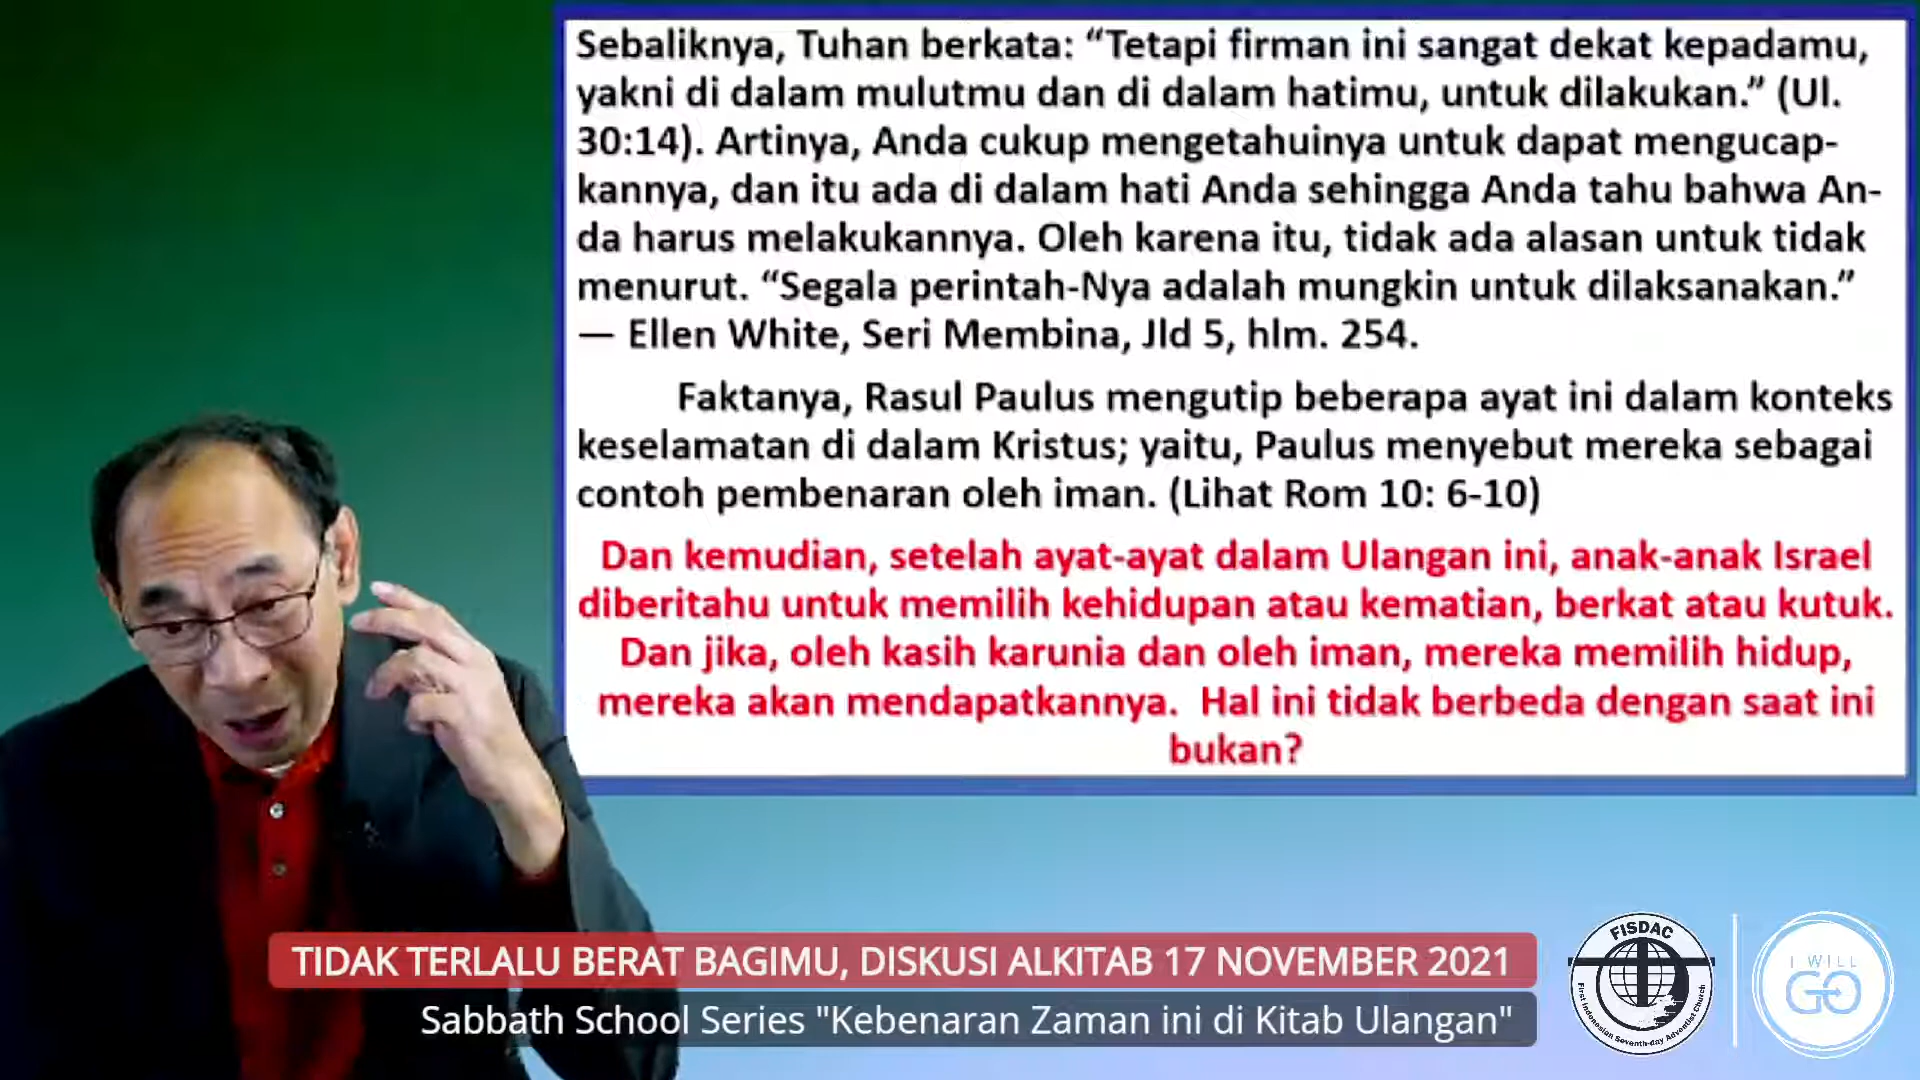 Sebaliknya, Tuhan berkata: “Tetapi firman ini sangat dekat kepadamu,
yakni di dalam mulutmu dan di dalam hatimu, untuk dilakukan.” (Ul.
30:14). Artinya, Anda cukup mengetahuinya untuk dapat mengucap-
kannya, dan itu ada di dalam hati Anda sehingga Anda tahu bahwa An-
da harus melakukannya. Oleh karena itu, tidak ada alasan untuk tidak
menurut. “Segala perintah-Nya adalah mungkin untuk dilaksanakan.”
— Ellen White, Seri Membina, Jld 5, hlm. 254.
Faktanya, Rasul Paulus mengutip beberapa ayat ini dalam konteks
keselamatan di dalam Kristus; yaitu, Paulus menyebut mereka sebagai
contoh pembenaran oleh iman. (Lihat Rom 10: 6-10)
Dan kemudian, setelah ayat-ayat dalam Ulangan ini, anak-anak Israel
diberitahu untuk memilih kehidupan atau kematian, berkat atau kutuk.
Dan jika, oleh kasih karunia dan oleh iman, mereka memilih hidup,
mereka akan mendapatkannya. Hal ini tidak berbeda dengan saat ini
bukan?
TIDAK TERLALU BERAT BAGIMU, DISKUSI ALKITAB 17 NOVEMBER 2021
Sabbath School Series "Kebenaran Zaman ini di Kitab Ulangan"
FISDAC
First Indonesian Seventh-day Adventist Church
I WILL
GO